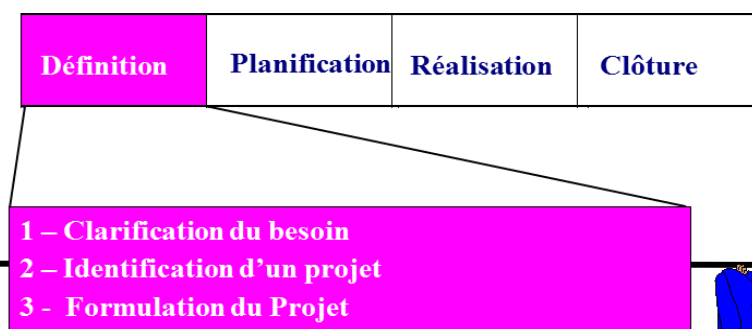 Définition Planification Réalisation Clôture
1 – Clarification du besoin
2 – Identification d’un projet
3 - Formulation du Projet